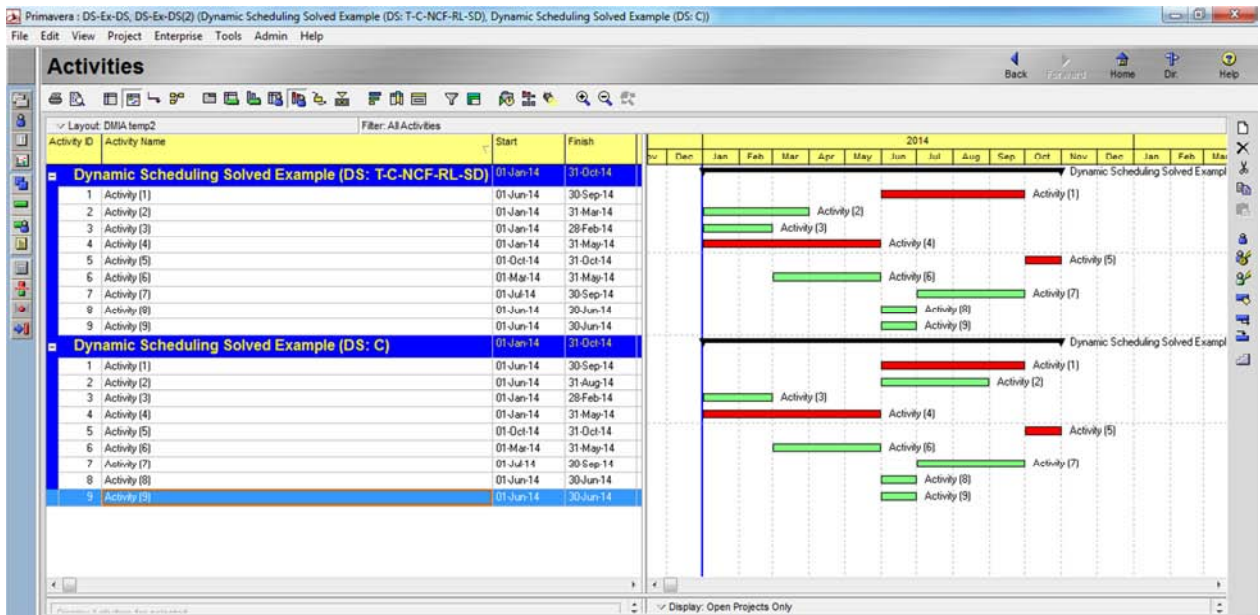 Primavera : DS-Ex-DS, DS-Ex-DS(2) (Dynamic Scheduling Solved Example (DS: T-C-NCF-RL-SD), Dynamic Scheduling Solved Example (DS: C))
File Edit View Project Enterprise Tools Admin Help
Activities
Back Forward Home Dir. Help
Layout: DMIA temp2 Filter: All Activities
Activity ID Activity Name Start Finish
2014
Dec Jan Feb Mar Apr May Jun Jul Aug Sep Oct Nov Dec Jan Feb Mar
Dynamic Scheduling Solved Example (DS: T-C-NCF-RL-SD) 01-Jan-14 31-Oct-14 Dynamic Scheduling Solved Exampl
1 Activity (1) 01-Jun-14 30-Sep-14 Activity (1)
2 Activity (2) 01-Jan-14 31-Mar-14 Activity (2)
3 Activity (3) 01-Jan-14 28-Feb-14 Activity (3)
4 Activity (4) 01-Jan-14 31-May-14 Activity (4)
5 Activity (5) 01-Oct-14 31-Oct-14 Activity (5)
6 Activity (6) 01-Mar-14 31-May-14 Activity (6)
7 Activity (7) 01-Jul-14 30-Sep-14 Activity (7)
8 Activity (8) 01-Jun-14 30-Jun-14 Activity (8)
9 Activity (9) 01-Jun-14 30-Jun-14 Activity (9)
Dynamic Scheduling Solved Example (DS: C) 01-Jan-14 31-Oct-14 Dynamic Scheduling Solved Exampl
1 Activity (1) 01-Jun-14 30-Sep-14 Activity (1)
2 Activity (2) 01-Jun-14 31-Aug-14 Activity (2)
3 Activity (3) 01-Jan-14 28-Feb-14 Activity (3)
4 Activity (4) 01-Jan-14 31-May-14 Activity (4)
5 Activity (5) 01-Oct-14 31-Oct-14 Activity (5)
6 Activity (6) 01-Mar-14 31-May-14 Activity (6)
7 Activity (7) 01-Jul-14 30-Sep-14 Activity (7)
8 Activity (8) 01-Jun-14 30-Jun-14 Activity (8)
9 Activity (9) 01-Jun-14 30-Jun-14 Activity (9)
Display: Open Projects Only